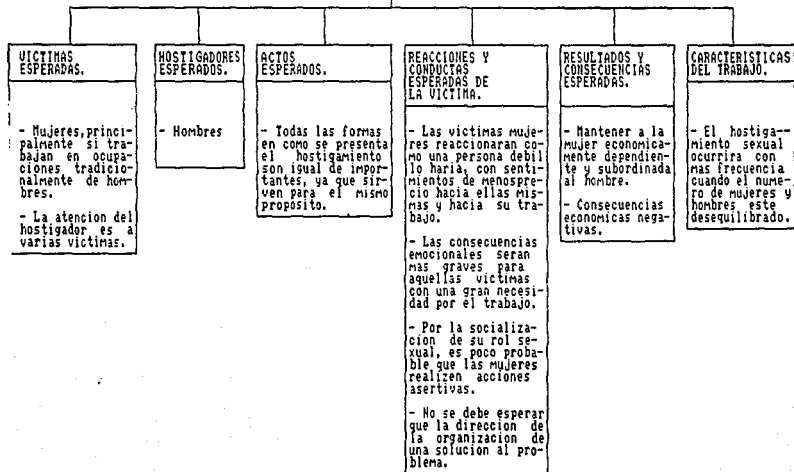 VICTIMAS
ESPERADAS.
- Mujeres,princi-
palmente si tra-
bajan en ocupa-
ciones tradicio-
nalmente de hom-
bres.
- La atencion del
hostigador es a
varias victimas.
HOSTIGADORES
ESPERADOS.
- Hombres
ACTOS
ESPERADOS.
- Todas las formas
en como se presenta
el hostigamiento
son igual de impor-
tantes, ya que sir-
ven para el mismo
proposito.
REACCIONES Y
CONDUCTAS
ESPERADAS DE
LA VICTIMA.
- Las victimas muje-
res reaccionaran co-
mo una persona debil
lo haria, con senti-
mientos de menospre-
cio hacia ellas mis-
mas y hacia su tra-
bajo.
- Las consecuencias
emocionales seran
mas graves para
aquellas victimas
con una gran necesi-
dad por el trabajo.
- Por la socializa-
cion de su rol se-
xual, es poco proba-
ble que las mujeres
realizen acciones
asertivas.
- No se debe esperar
que la direccion de
la organizacion de
una solucion al pro-
blema.
RESULTADOS Y
CONSECUENCIAS
ESPERADAS.
- Mantener a la
mujer economica-
mente dependien-
te y subordinada
al hombre.
- Consecuencias
economicas nega-
tivas.
CARACTERISTICAS
DEL TRABAJO.
- El hostiga--
miento sexual
ocurrira con
mas frecuencia
cuando el nume-
ro de mujeres y
hombres este
desequilibrado.